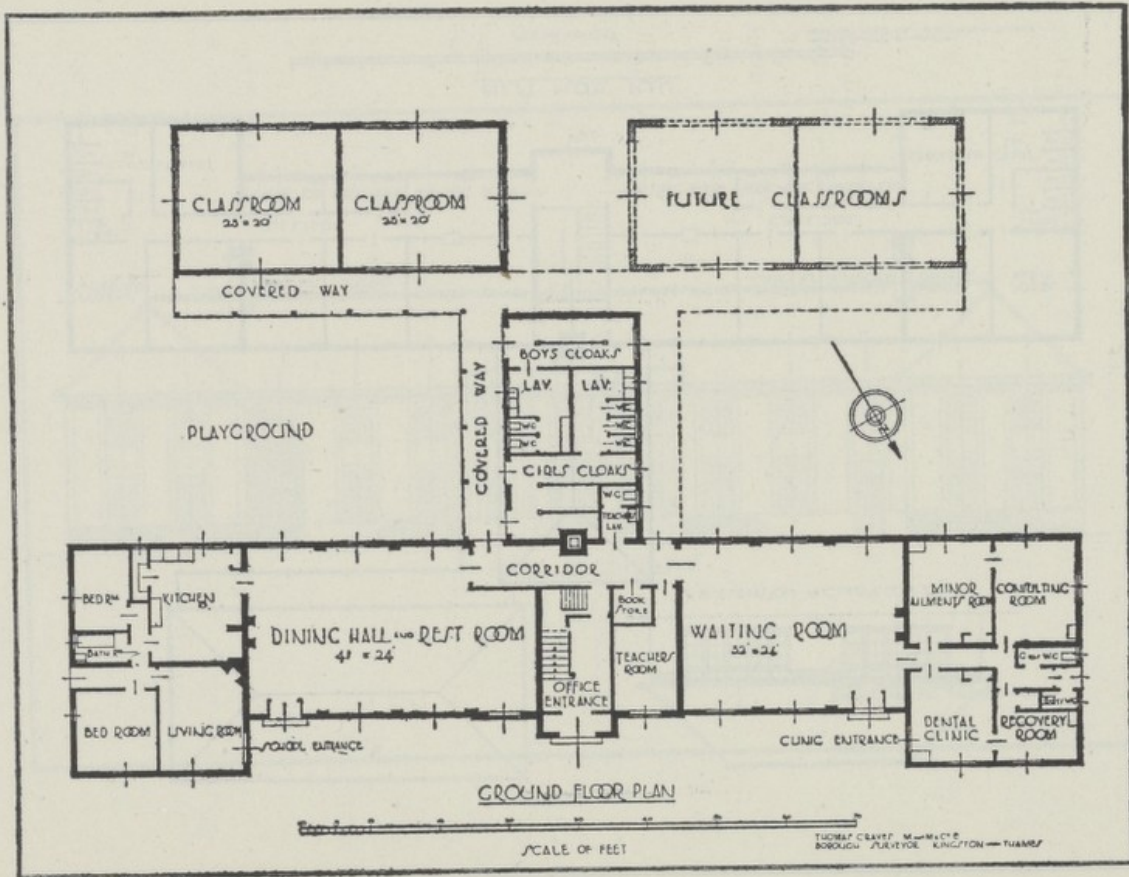 CLASSROOM
25' × 20'
CLASSROOM
25' × 20'
FUTURE CLASSROOMS
COVERED WAY
BOYS CLOAKS
LAV.
LAV.
W.C
COVERED WAY
PLAYGROUND
N
GIRLS CLOAKS
W.C
TEACHERS
LAV.
CORRIDOR
BED RM
KITCHEN
BATH R
BED ROOM
LIVING ROOM
DINING HALL AND REST ROOM
48' × 24'
SCHOOL ENTRANCE
OFFICE
ENTRANCE
BOOK
STORE
TEACHERS
ROOM
WAITING ROOM
32' × 24'
MINOR
AILMENTS ROOM
CONSULTING
ROOM
DENTAL
CLINIC
RECOVERY
ROOM
CLINIC ENTRANCE
GROUND FLOOR PLAN
SCALE OF FEET
THOMAS GRAVES
BOROUGH SURVEYOR KINGSTON THAMES